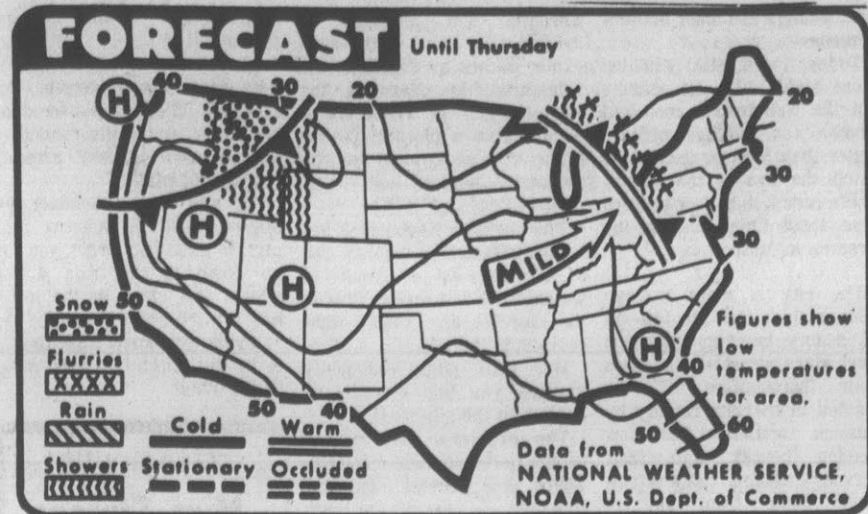 FORECAST
Until Thursday
40
30
20
20
H
30
H
30
MILD
H
50
H
40
50
40
50
60
Snow
Flurries
Rain
Showers
Cold
Warm
Stationary
Occluded
Figures show
low
temperatures
for area.
Data from
NATIONAL WEATHER SERVICE,
NOAA, U.S. Dept. of Commerce